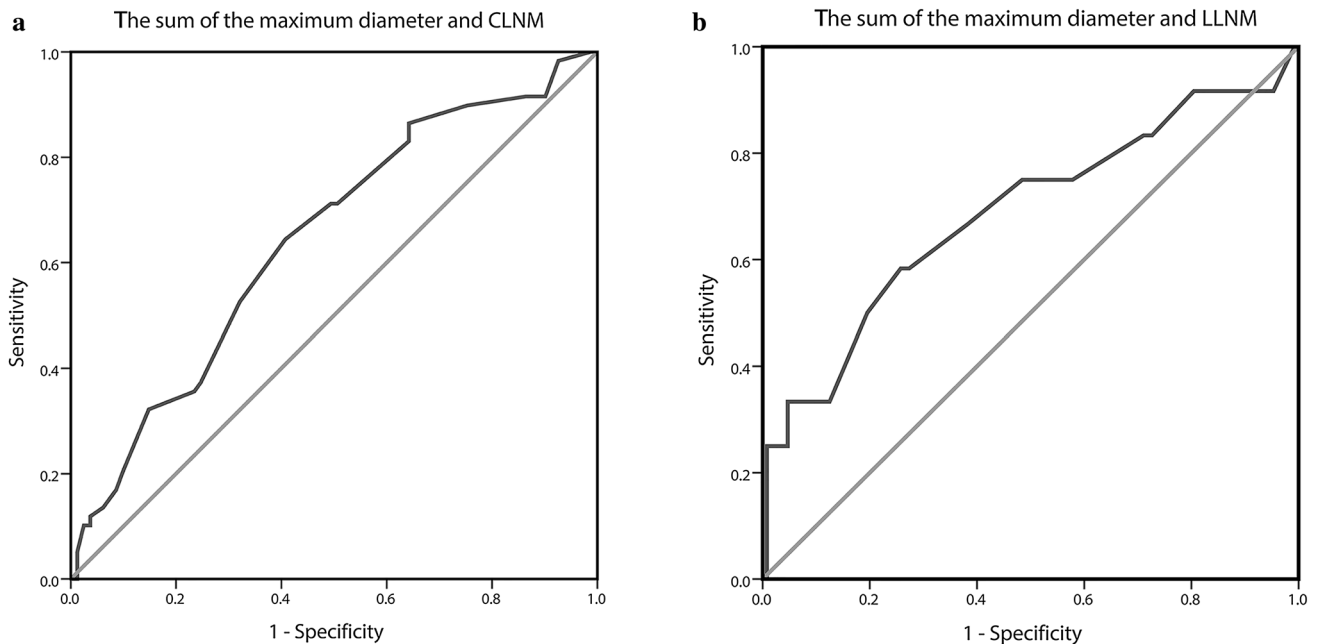 a
The sum of the maximum diameter and CLNM
1.0
0.8
0.6
0.4
0.2
0.0
Sensitivity
0.0 0.2 0.4 0.6 0.8 1.0
1 - Specificity
b
The sum of the maximum diameter and LLNM
1.0
0.8
0.6
0.4
0.2
0.0
Sensitivity
0.0 0.2 0.4 0.6 0.8 1.0
1 - Specificity